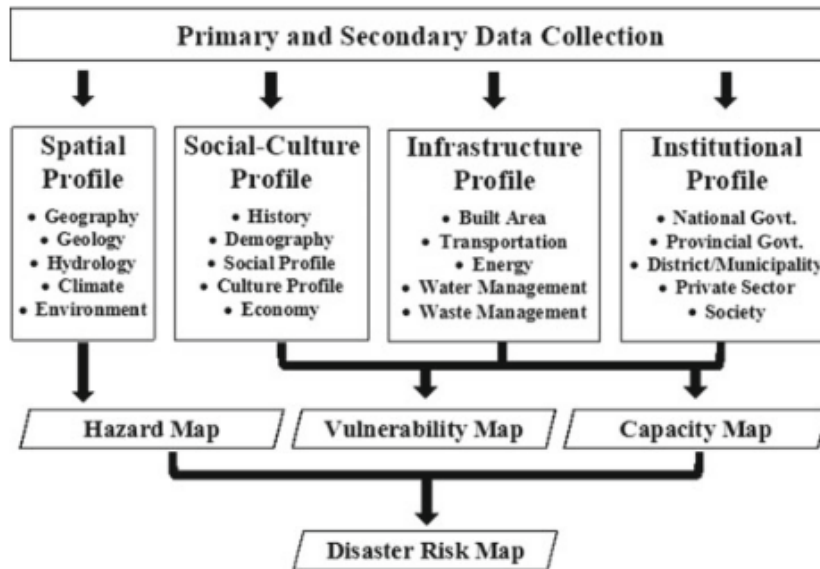 Primary and Secondary Data Collection
Spatial
Profile
• Geography
• Geology
• Hydrology
• Climate
• Environment
Social-Culture
Profile
• History
• Demography
• Social Profile
• Culture Profile
• Economy
Infrastructure
Profile
• Built Area
• Transportation
• Energy
• Water Management
• Waste Management
Institutional
Profile
• National Govt.
• Provincial Govt.
• District/Municipality
• Private Sector
• Society
Hazard Map
Vulnerability Map
Capacity Map
Disaster Risk Map